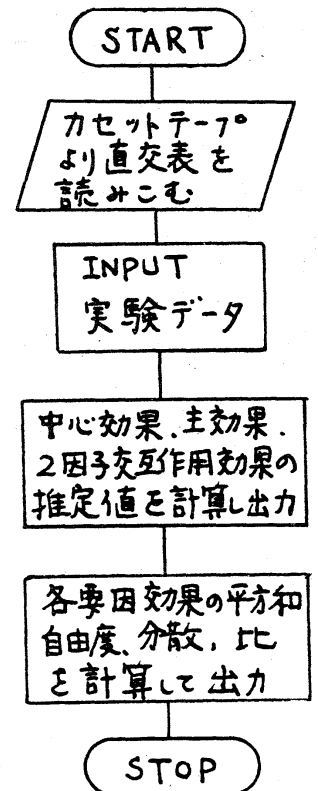 START
カセットテープ
より直交表を
読みこむ
INPUT
実験データ
中心効果、主効果、
2因子交互作用効果の
推定値を計算し出力
各要因効果の平方和
自由度、分散，比
を計算して出力
STOP